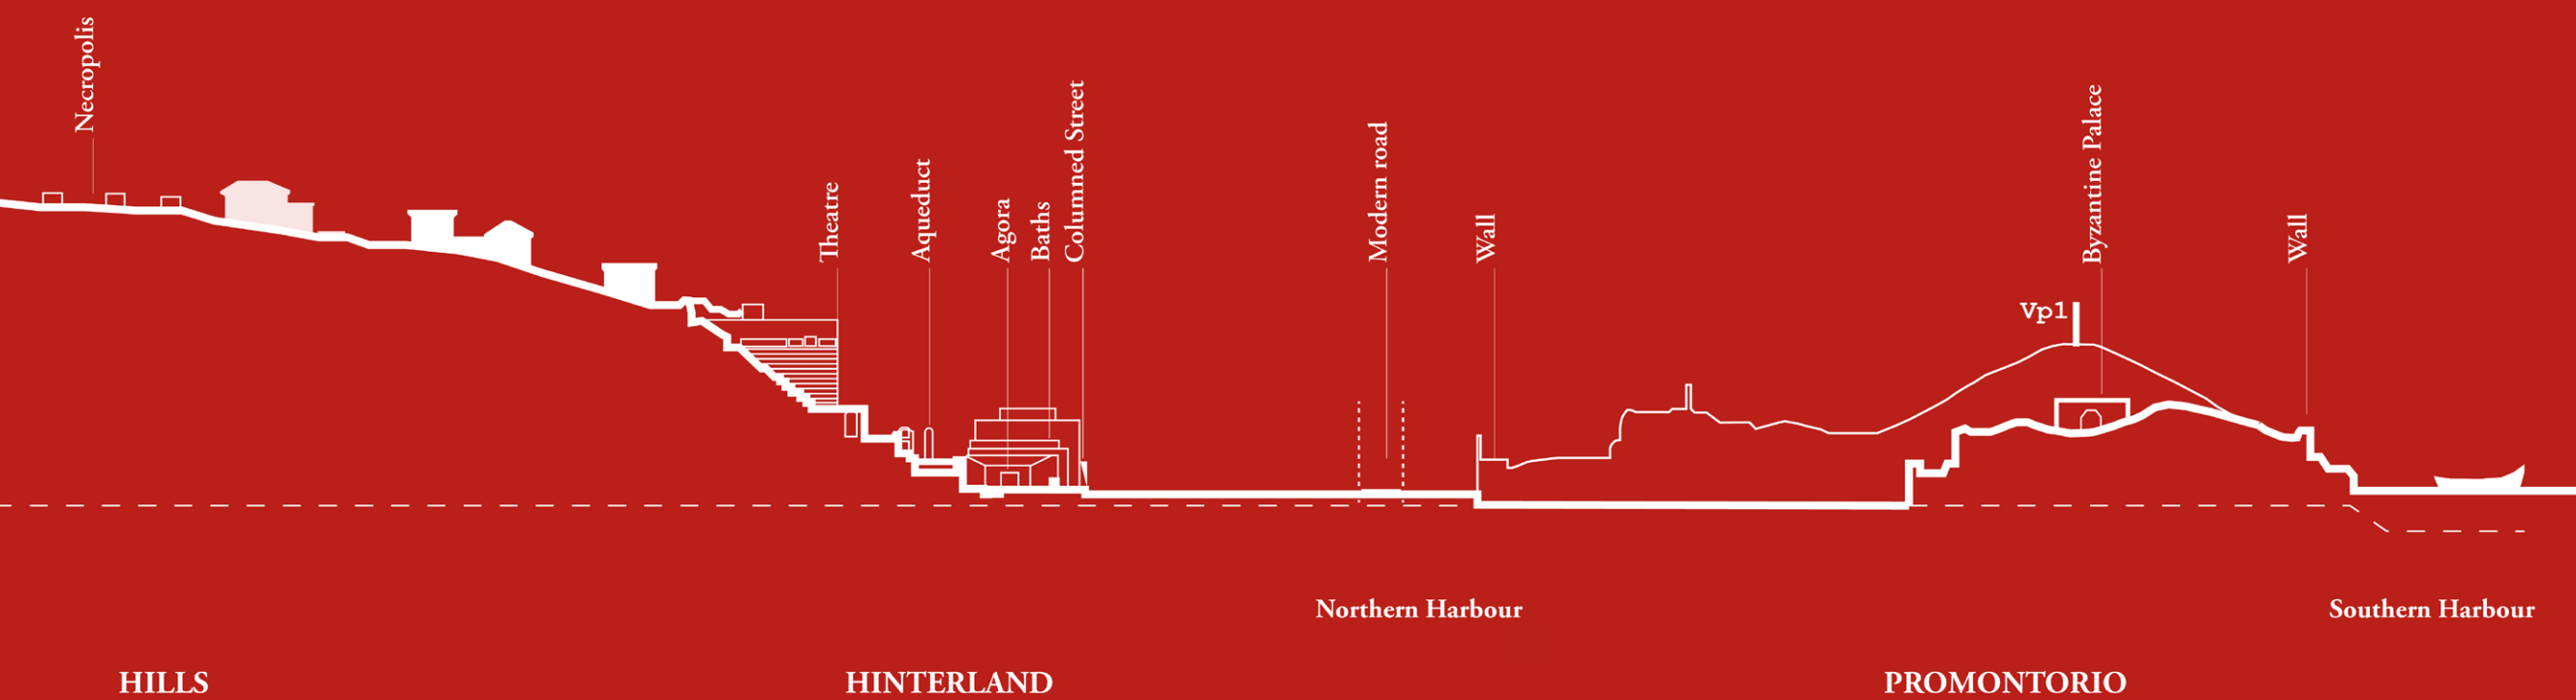 Necropolis
Theatre
Aqueduct
Agora
Baths
Columned Street
Modern road
Wall
Byzantine Palace
Wall
Vp1
Northern Harbour
Southern Harbour
HILLS
HINTERLAND
PROMONTORIO